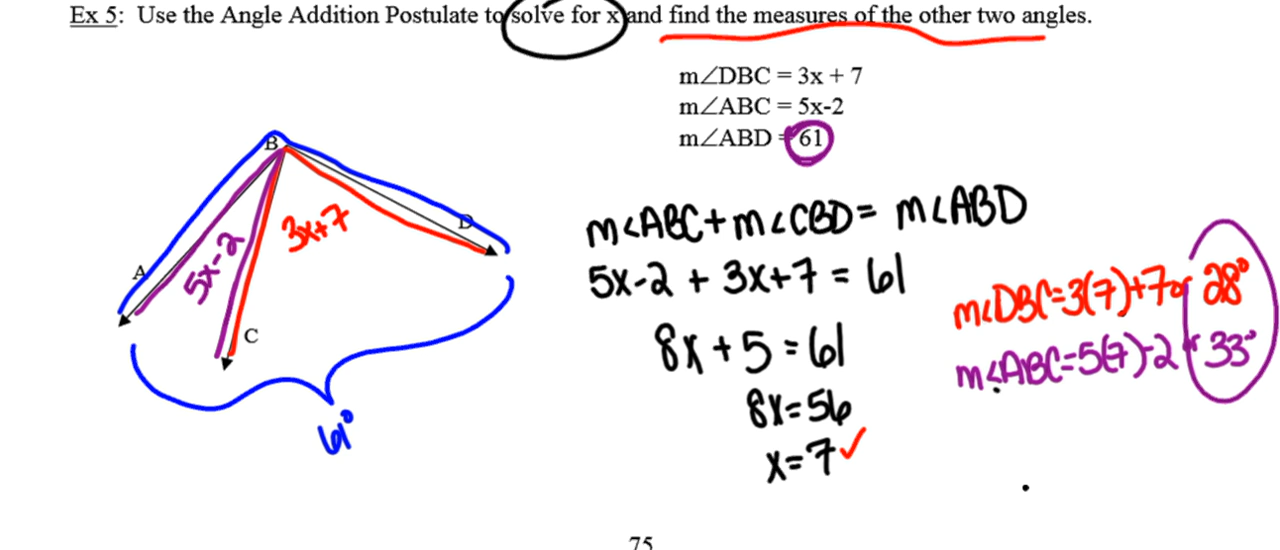 Ex 5: Use the Angle Addition Postulate to solve for x and find the measures of the other two angles.
m∠DBC = 3x + 7
m∠ABC = 5x-2
m∠ABD = 61
B
D
A
C
5x-2
3x+7
61°
m∠ABC + m∠CBD = m∠ABD
5x-2 + 3x+7 = 61
8x + 5 = 61
8x = 56
x = 7 ✓
m∠DBC = 3(7)+7 or 28°
m∠ABC = 5(7)-2 or 33°
75